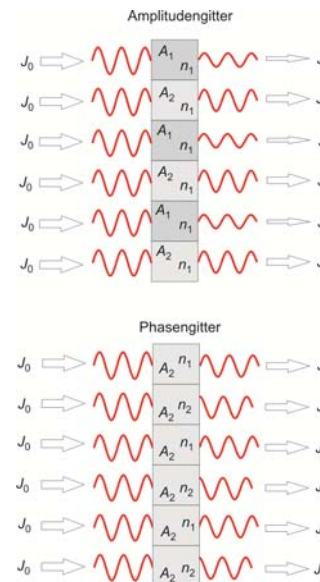 Amplitudengitter
J₀ A₁ n₁ J
J₀ A₂ n₁ J
J₀ A₁ n₁ J
J₀ A₂ n₁ J
J₀ A₁ n₁ J
J₀ A₂ n₁ J
Phasengitter
J₀ A₂ n₁ J
J₀ A₂ n₂ J
J₀ A₂ n₁ J
J₀ A₂ n₂ J
J₀ A₂ n₁ J
J₀ A₂ n₂ J